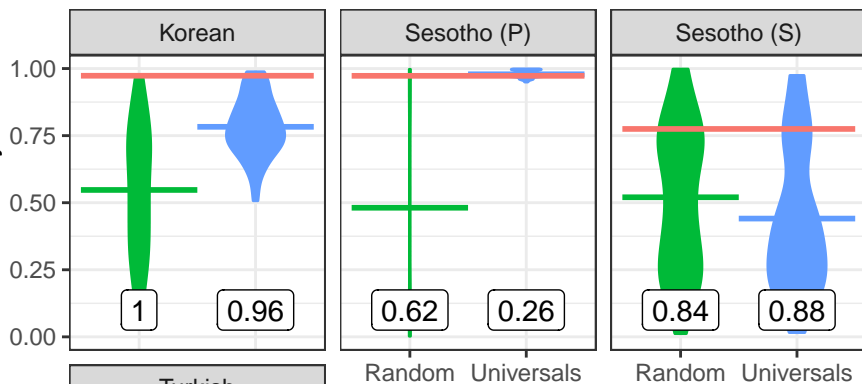 Korean
Sesotho (P)
Sesotho (S)
1.00
0.75
0.50
0.25
0.00
1
0.96
0.62
0.26
0.84
0.88
Random Universals
Random Universals